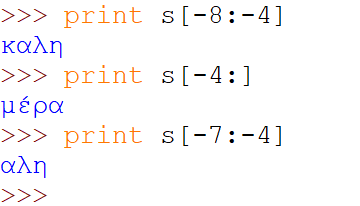 >>> print s[-8:-4]
καλη
>>> print s[-4:]
μέρα
>>> print s[-7:-4]
αλη
>>>